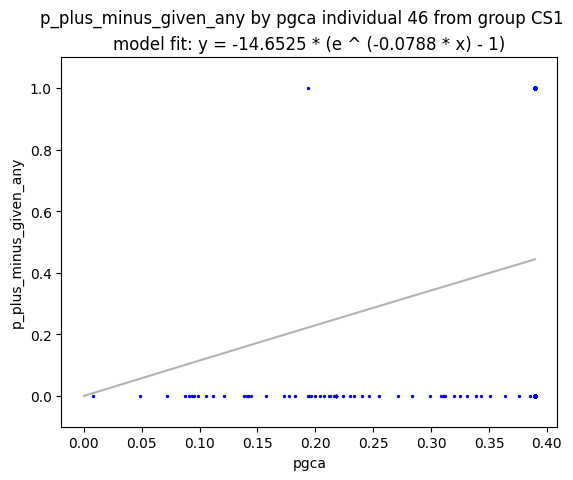 p_plus_minus_given_any by pgca individual 46 from group CS1
model fit: y = -14.6525 * (e ^ (-0.0788 * x) - 1)
1.0
0.8
0.6
0.4
0.2
0.0
p_plus_minus_given_any
0.00 0.05 0.10 0.15 0.20 0.25 0.30 0.35 0.40
pgca